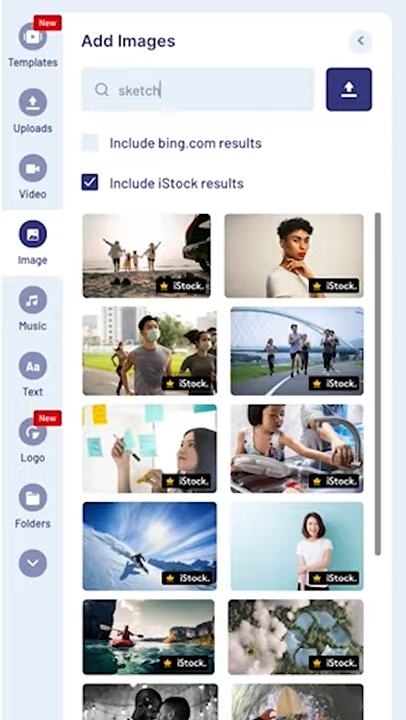 New
Templates
Uploads
Video
Image
Music
Aa
Text
New
Logo
Folders
Add Images
sketch
Include bing.com results
Include iStock results
iStock.
iStock.
iStock.
iStock.
iStock.
iStock.
iStock.
iStock.
iStock.
iStock.